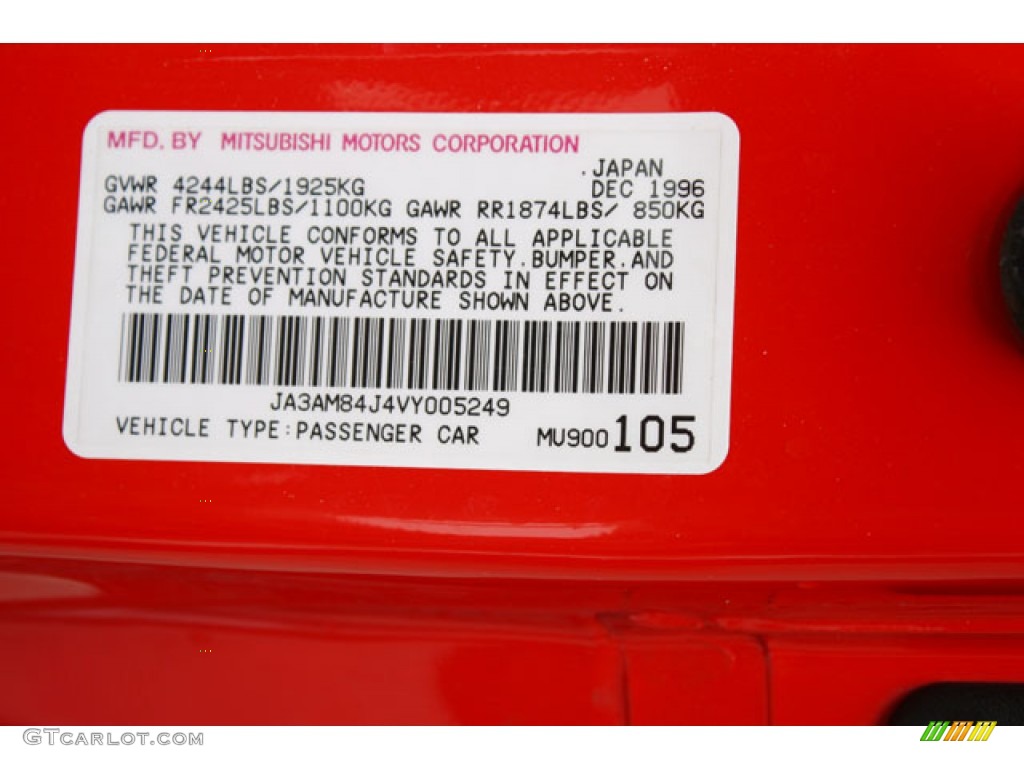 MFD. BY MITSUBISHI MOTORS CORPORATION
.JAPAN
GVWR 4244LBS/1925KG DEC 1996
GAWR FR2425LBS/1100KG GAWR RR1874LBS/ 850KG
THIS VEHICLE CONFORMS TO ALL APPLICABLE
FEDERAL MOTOR VEHICLE SAFETY.BUMPER.AND
THEFT PREVENTION STANDARDS IN EFFECT ON
THE DATE OF MANUFACTURE SHOWN ABOVE.
JA3AM84J4VY005249
VEHICLE TYPE:PASSENGER CAR MU900105
GTCARLOT.COM